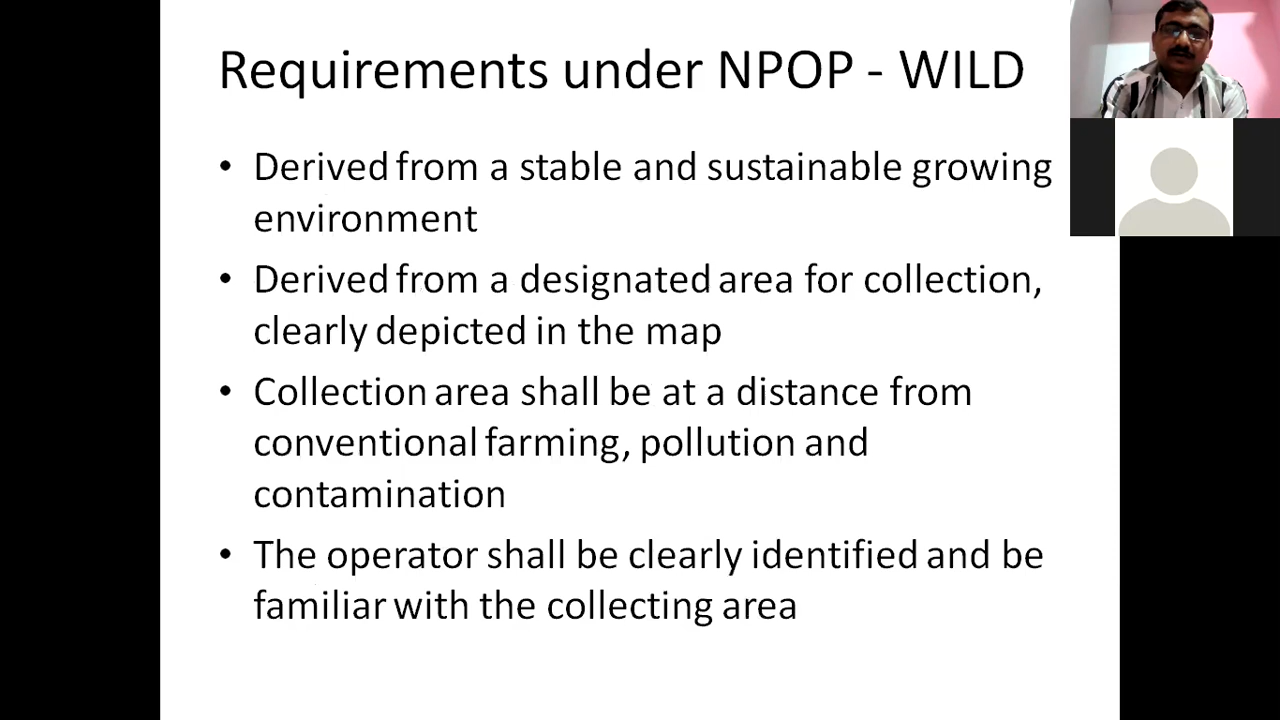 Requirements under NPOP - WILD
• Derived from a stable and sustainable growing
environment
• Derived from a designated area for collection,
clearly depicted in the map
• Collection area shall be at a distance from
conventional farming, pollution and
contamination
• The operator shall be clearly identified and be
familiar with the collecting area